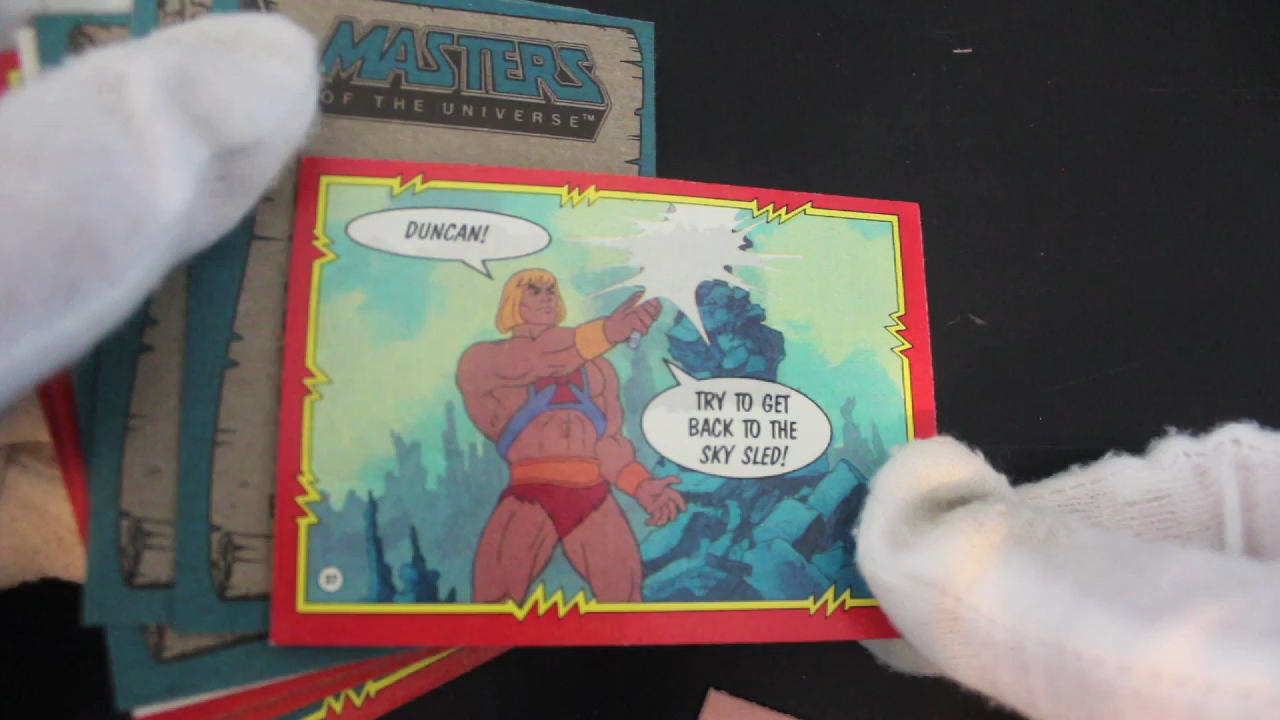 MASTERS
OF THE UNIVERSE™
DUNCAN!
TRY TO GET
BACK TO THE
SKY SLED!